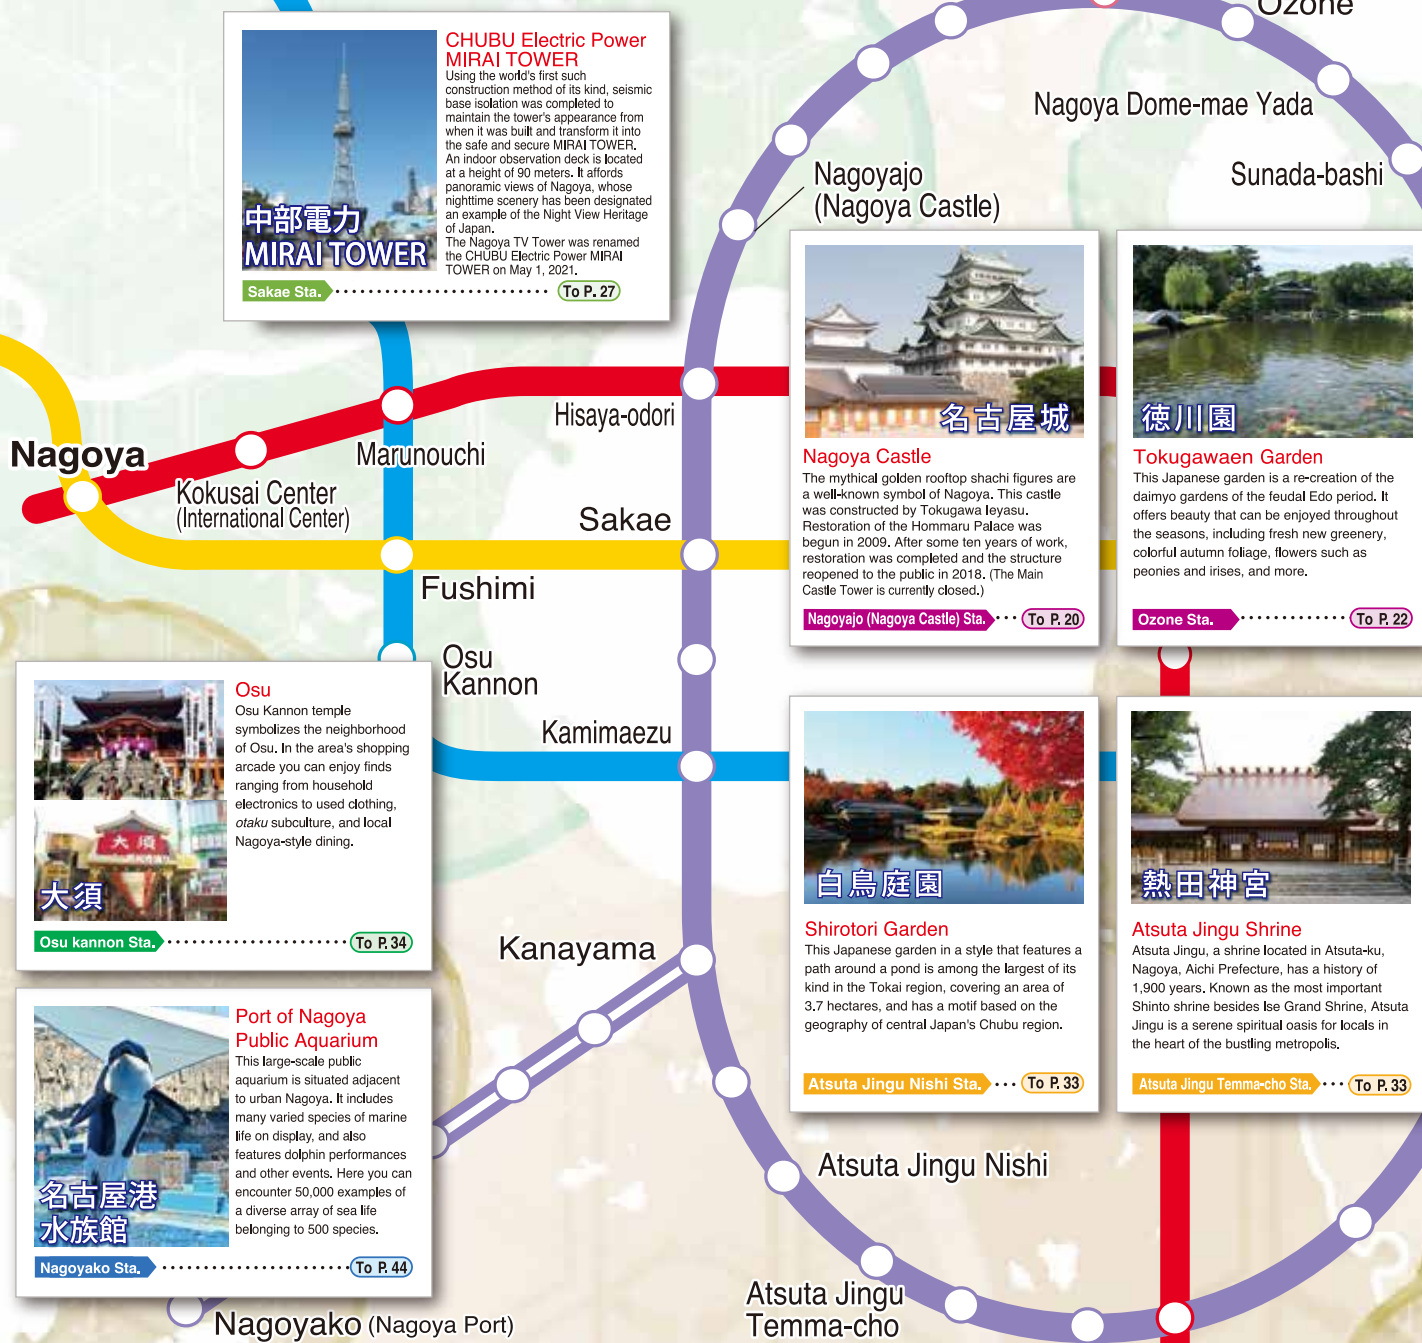 Ozone
CHUBU Electric Power
MIRAI TOWER
Using the world's first such
construction method of its kind, seismic
base isolation was completed to
maintain the tower's appearance from
when it was built and transform it into
the safe and secure MIRAI TOWER.
An indoor observation deck is located
at a height of 90 meters. It affords
panoramic views of Nagoya, whose
nighttime scenery has been designated
an example of the Night View Heritage
of Japan.
The Nagoya TV Tower was renamed
the CHUBU Electric Power MIRAI
TOWER on May 1, 2021.
中部電力
MIRAI TOWER
Sakae Sta.
To P. 27
Nagoya Dome-mae Yada
Sunada-bashi
Nagoyajo
(Nagoya Castle)
名古屋城
Nagoya Castle
The mythical golden rooftop shachi figures are
a well-known symbol of Nagoya. This castle
was constructed by Tokugawa Ieyasu.
Restoration of the Hommaru Palace was
begun in 2009. After some ten years of work,
restoration was completed and the structure
reopened to the public in 2018. (The Main
Castle Tower is currently closed.)
Nagoyajo (Nagoya Castle) Sta.
To P. 20
徳川園
Tokugawaen Garden
This Japanese garden is a re-creation of the
daimyo gardens of the feudal Edo period. It
offers beauty that can be enjoyed throughout
the seasons, including fresh new greenery,
colorful autumn foliage, flowers such as
peonies and irises, and more.
Ozone Sta.
To P. 22
Nagoya
Kokusai Center
(International Center)
Marunouchi
Hisaya-odori
Sakae
Fushimi
Osu
Kannon
Kamimaezu
Osu
Osu Kannon temple
symbolizes the neighborhood
of Osu. In the area's shopping
arcade you can enjoy finds
ranging from household
electronics to used clothing,
otaku subculture, and local
Nagoya-style dining.
大須
大須
Osu kannon Sta.
To P. 34
Kanayama
白鳥庭園
Shirotori Garden
This Japanese garden in a style that features a
path around a pond is among the largest of its
kind in the Tokai region, covering an area of
3.7 hectares, and has a motif based on the
geography of central Japan's Chubu region.
Atsuta Jingu Nishi Sta.
To P. 33
熱田神宮
Atsuta Jingu Shrine
Atsuta Jingu, a shrine located in Atsuta-ku,
Nagoya, Aichi Prefecture, has a history of
1,900 years. Known as the most important
Shinto shrine besides Ise Grand Shrine, Atsuta
Jingu is a serene spiritual oasis for locals in
the heart of the bustling metropolis.
Atsuta Jingu Temma-cho Sta.
To P. 33
Port of Nagoya
Public Aquarium
This large-scale public
aquarium is situated adjacent
to urban Nagoya. It includes
many varied species of marine
life on display, and also
features dolphin performances
and other events. Here you can
encounter 50,000 examples of
a diverse array of sea life
belonging to 500 species.
名古屋港
水族館
Nagoyako Sta.
To P. 44
Atsuta Jingu Nishi
Atsuta Jingu
Temma-cho
Nagoyako (Nagoya Port)